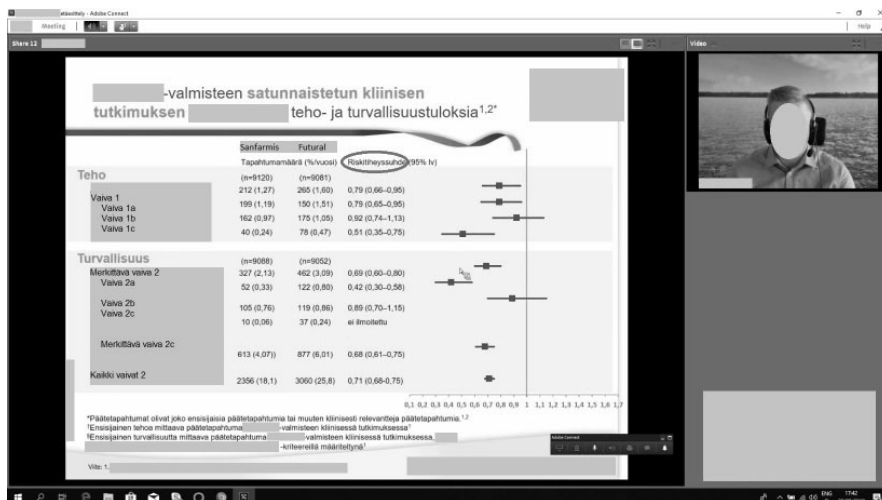 etäesittely - Adobe Connect
Meeting
Help
Share 12
Video
-valmisteen satunnaistetun kliinisen
tutkimuksen teho- ja turvallisuustuloksia1,2*
Sanfarmis Futural
Tapahtumamäärä (%/vuosi) Riskitiheyssuhde (95% lv)
Teho
(n=9120) (n=9081)
212 (1,27) 265 (1,60) 0,79 (0,66–0,95)
Vaiva 1
199 (1,19) 150 (1,51) 0,79 (0,65–0,95)
Vaiva 1a
Vaiva 1b
162 (0,97) 175 (1,05) 0,92 (0,74–1,13)
Vaiva 1c
40 (0,24) 78 (0,47) 0,51 (0,35–0,75)
Turvallisuus
(n=9088) (n=9052)
Merkittävä vaiva 2 327 (2,13) 462 (3,09) 0,69 (0,60–0,80)
Vaiva 2a 52 (0,33) 122 (0,80) 0,42 (0,30–0,58)
Vaiva 2b
105 (0,76) 119 (0,86) 0,89 (0,70–1,15)
Vaiva 2c
10 (0,06) 37 (0,24) ei ilmoitettu
Merkittävä vaiva 2c
613 (4,07)) 877 (6,01) 0,68 (0,61–0,75)
Kaikki vaivat 2
2356 (18,1) 3060 (25,8) 0,71 (0,68-0,75)
0,1 0,2 0,3 0,4 0,5 0,6 0,7 0,8 0,9 1 1,1 1,2 1,3 1,4 1,5 1,6 1,7
*Päätetapahtumat olivat joko ensisijaisia päätetapahtumia tai muuten kliinisesti relevantteja päätetapahtumia.1,2
†Ensisijainen tehoa mittaava päätetapahtuma -valmisteen kliinisessä tutkimuksessa1
Ensisijainen turvallisuutta mittaava päätetapahtuma valmisteen kliinisessä tutkimuksessa,
-kriteereillä määriteltynä1
Adobe Connect
Viite: 1.
ENG 17:42